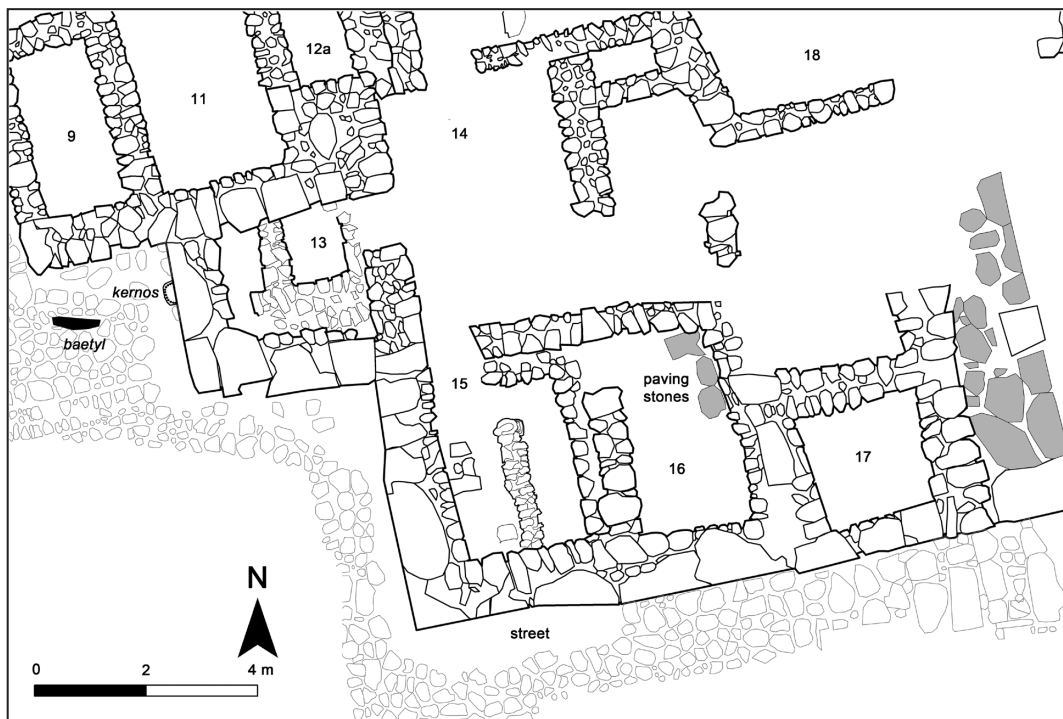 12a
18
11
14
9
13
kernos
baetyl
15
paving
stones
16
17
N
street
0 2 4 m